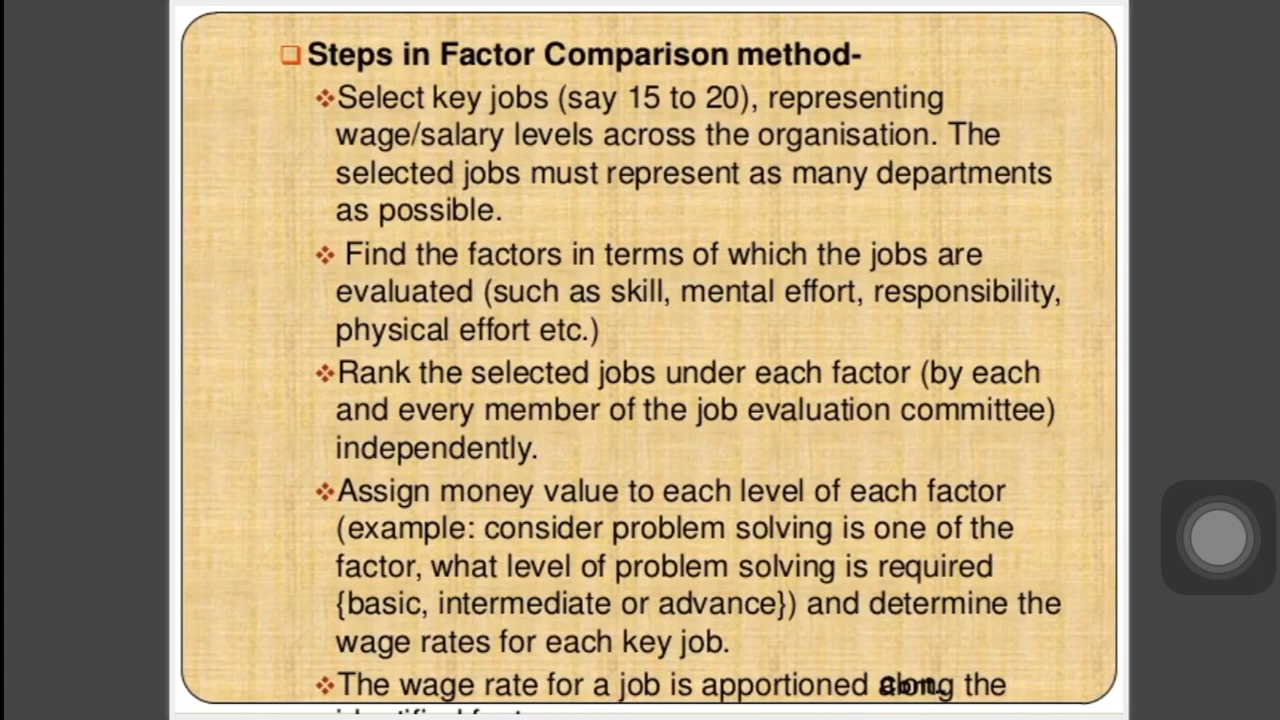 Steps in Factor Comparison method-
Select key jobs (say 15 to 20), representing
wage/salary levels across the organisation. The
selected jobs must represent as many departments
as possible.
Find the factors in terms of which the jobs are
evaluated (such as skill, mental effort, responsibility,
physical effort etc.)
Rank the selected jobs under each factor (by each
and every member of the job evaluation committee)
independently.
Assign money value to each level of each factor
(example: consider problem solving is one of the
factor, what level of problem solving is required
{basic, intermediate or advance}) and determine the
wage rates for each key job.
The wage rate for a job is apportioned along the